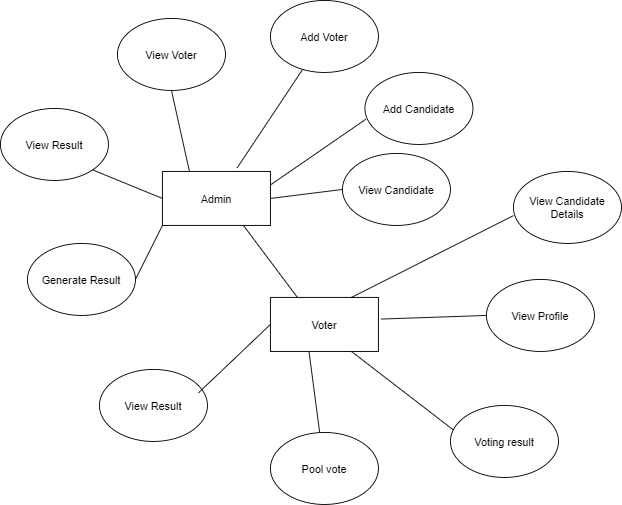 Add Voter
View Voter
Add Candidate
View Result
View Candidate
Admin
View Candidate
Details
Generate Result
View Profile
Voter
View Result
Voting result
Pool vote